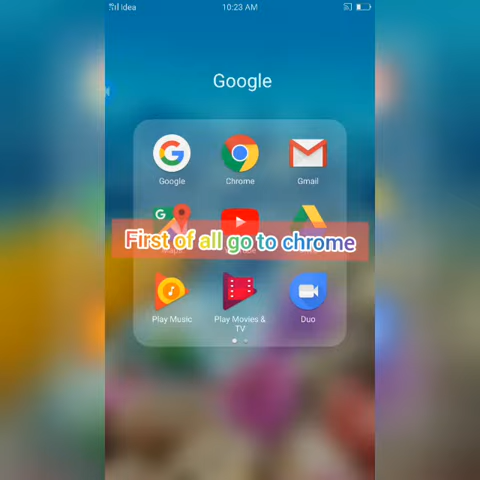 idea
10:23 AM
Google
Google
Chrome
Gmail
First of all go to chrome
Play Music
Play Movies &
TV
Duo